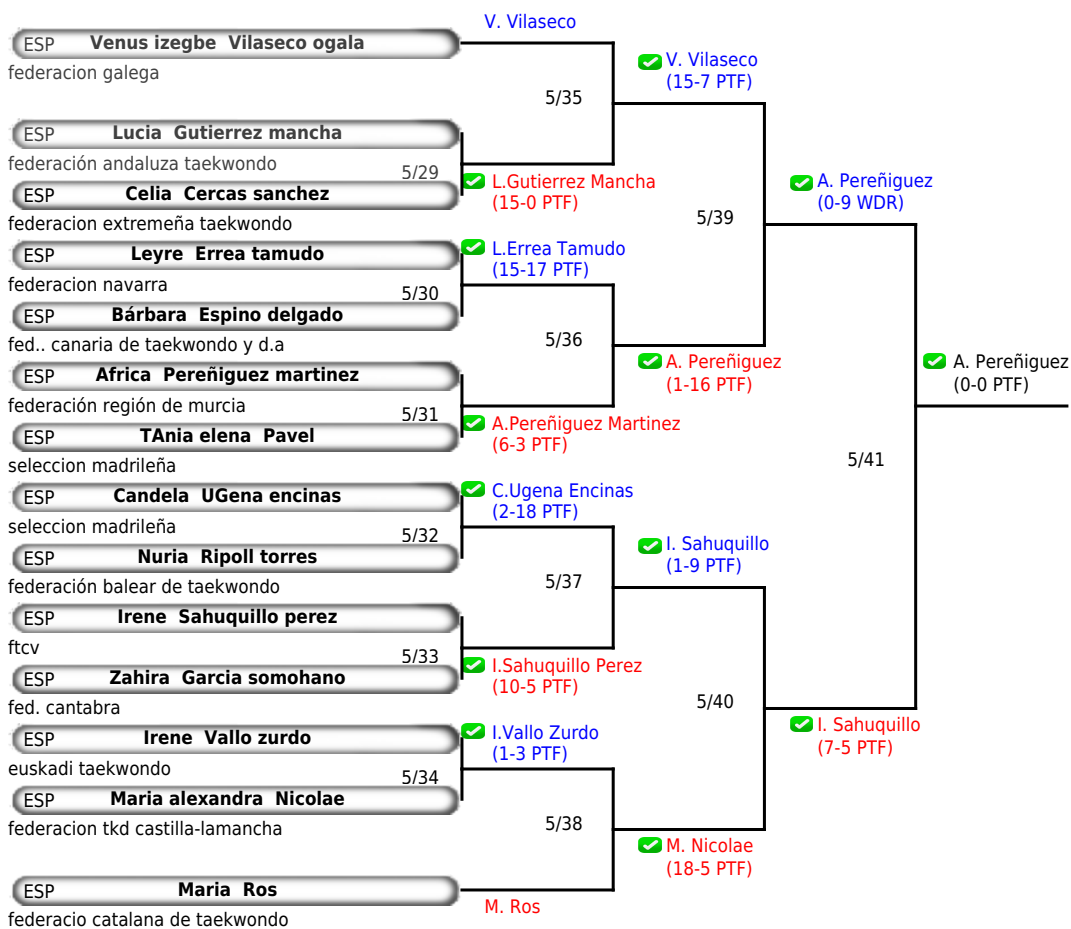 V. Vilaseco
ESP Venus izegbe Vilaseco ogala
federacion galega
V. Vilaseco
(15-7 PTF)
5/35
ESP Lucia Gutierrez mancha
federación andaluza taekwondo
5/29
L.Gutierrez Mancha
(15-0 PTF)
ESP Celia Cercas sanchez
federacion extremeña taekwondo
A. Pereñiguez
(0-9 WDR)
5/39
ESP Leyre Errea tamudo
federacion navarra
L.Errea Tamudo
(15-17 PTF)
5/30
ESP Bárbara Espino delgado
fed.. canaria de taekwondo y d.a
5/36
A. Pereñiguez
(1-16 PTF)
A. Pereñiguez
(0-0 PTF)
ESP Africa Pereñiguez martinez
federación región de murcia
5/31
A.Pereñiguez Martinez
(6-3 PTF)
ESP TAnia elena Pavel
seleccion madrileña
5/41
ESP Candela UGena encinas
seleccion madrileña
C.Ugena Encinas
(2-18 PTF)
5/32
ESP Nuria Ripoll torres
federación balear de taekwondo
I. Sahuquillo
(1-9 PTF)
5/37
ESP Irene Sahuquillo perez
ftcv
5/33
I.Sahuquillo Perez
(10-5 PTF)
ESP Zahira Garcia somohano
fed. cantabra
5/40
I. Sahuquillo
(7-5 PTF)
ESP Irene Vallo zurdo
euskadi taekwondo
I.Vallo Zurdo
(1-3 PTF)
5/34
ESP Maria alexandra Nicolae
federacion tkd castilla-lamancha
5/38
M. Nicolae
(18-5 PTF)
ESP Maria Ros
federacio catalana de taekwondo
M. Ros